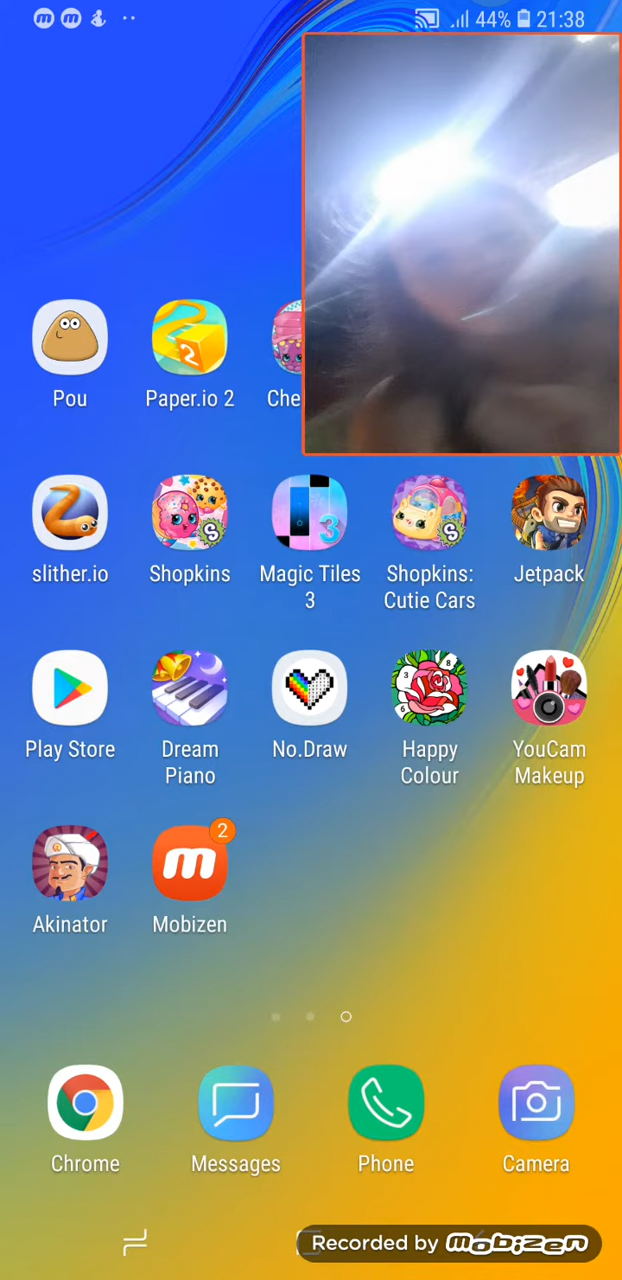 44% 21:38
Pou
Paper.io 2
Che
slither.io
Shopkins
Magic Tiles
3
Shopkins:
Cutie Cars
Jetpack
Play Store
Dream
Piano
No.Draw
Happy
Colour
YouCam
Makeup
Akinator
2
Mobizen
Chrome
Messages
Phone
Camera
Recorded by mobizen